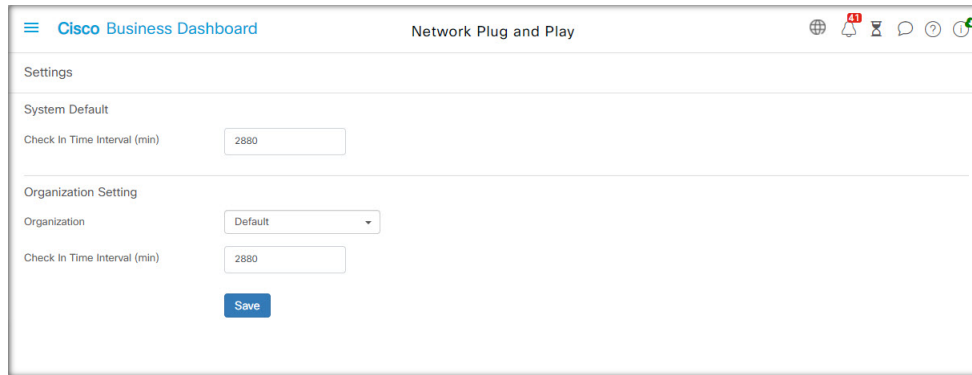 Cisco Business Dashboard
Network Plug and Play
41
Settings
System Default
Check In Time Interval (min)
2880
Organization Setting
Organization
Default
Check In Time Interval (min)
2880
Save